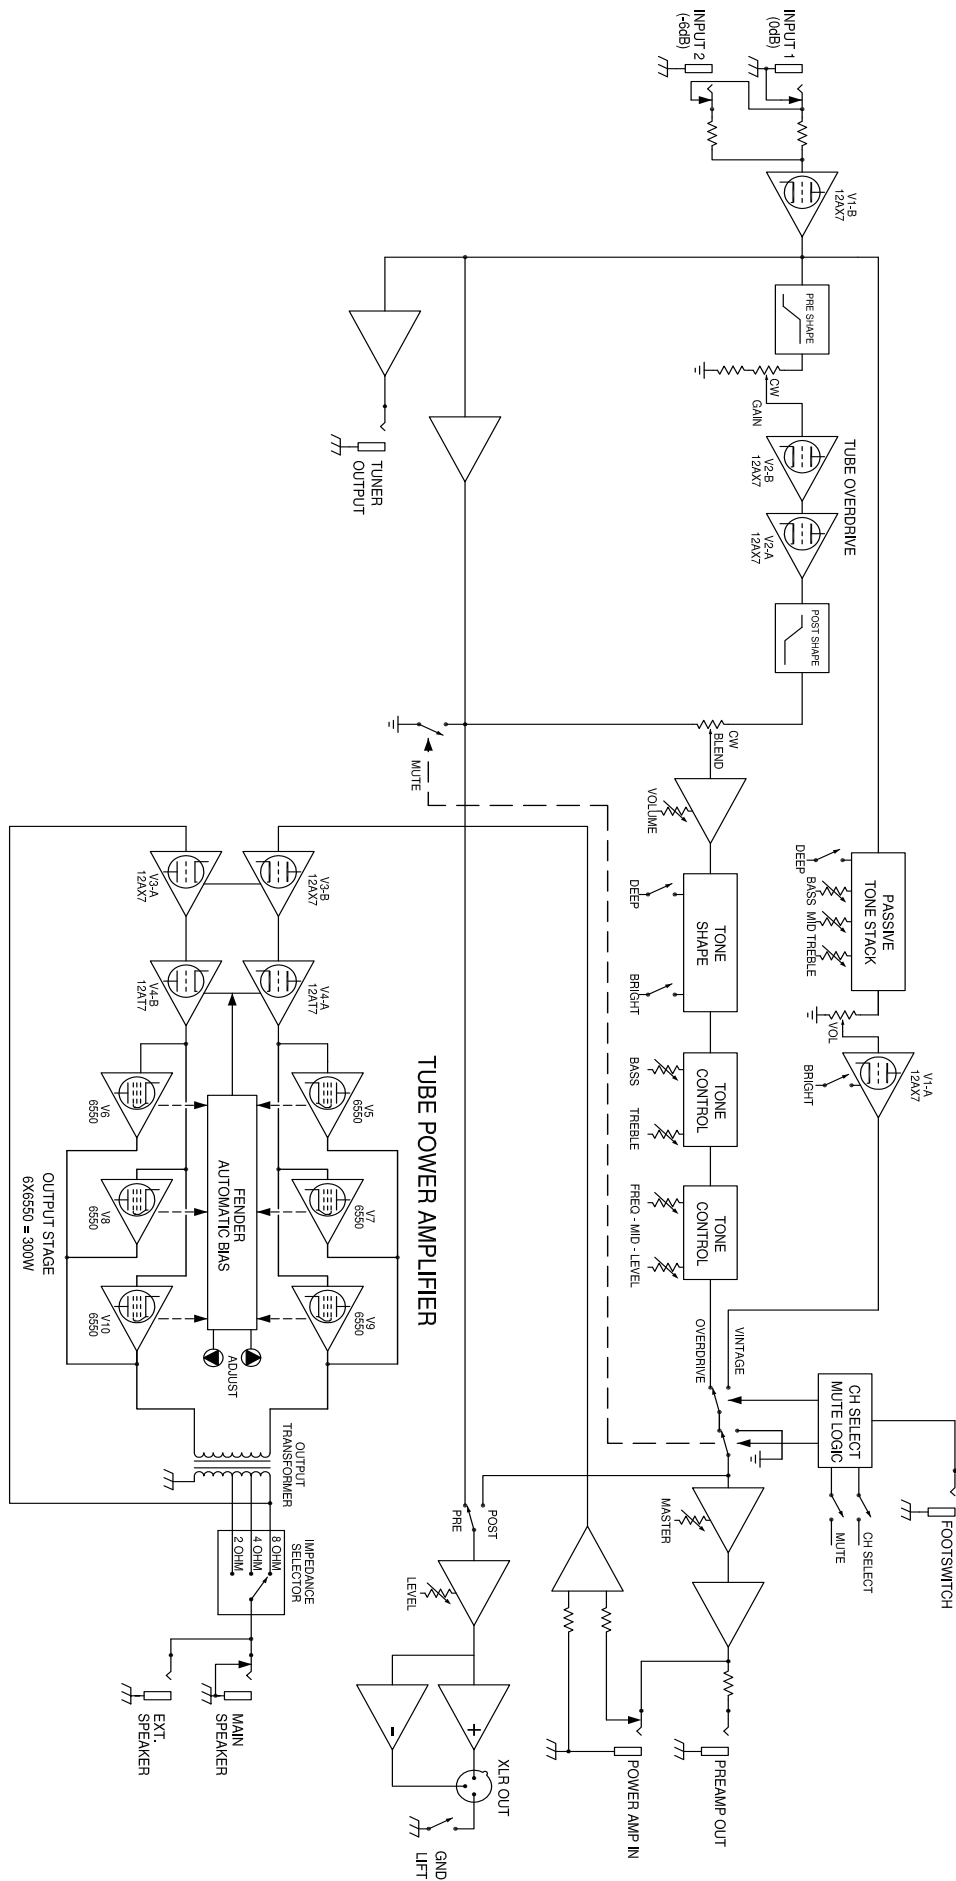 INPUT 1
(0dB)
INPUT 2
(-6dB)
V1-B
12AX7
PRE SHAPE
CW
GAIN
TUBE OVERDRIVE
V2-B
12AX7
V2-A
12AX7
POST SHAPE
TUNER
OUTPUT
CW
BLEND
MUTE
VOLUME
PASSIVE
TONE STACK
DEEP
BASS
MID
TREBLE
VOL
V1-A
12AX7
BRIGHT
TONE
SHAPE
DEEP
BRIGHT
TONE
CONTROL
BASS
TREBLE
TONE
CONTROL
FREQ - MID - LEVEL
VINTAGE
OVERDRIVE
CH SELECT
MUTE LOGIC
FOOTSWITCH
CH SELECT
MUTE
MASTER
PREAMP OUT
POWER AMP IN
POST
PRE
LEVEL
+
-
XLR OUT
GND
LIFT
TUBE POWER AMPLIFIER
V3-B
12AX7
V3-A
12AX7
V4-A
12AT7
V4-B
12AT7
V5
6550
V7
6550
V9
6550
FENDER
AUTOMATIC BIAS
ADJUST
V6
6550
V8
6550
V10
6550
OUTPUT STAGE
6X6550 = 300W
OUTPUT
TRANSFORMER
IMPEDANCE
SELECTOR
8 OHM
4 OHM
2 OHM
MAIN
SPEAKER
EXT.
SPEAKER